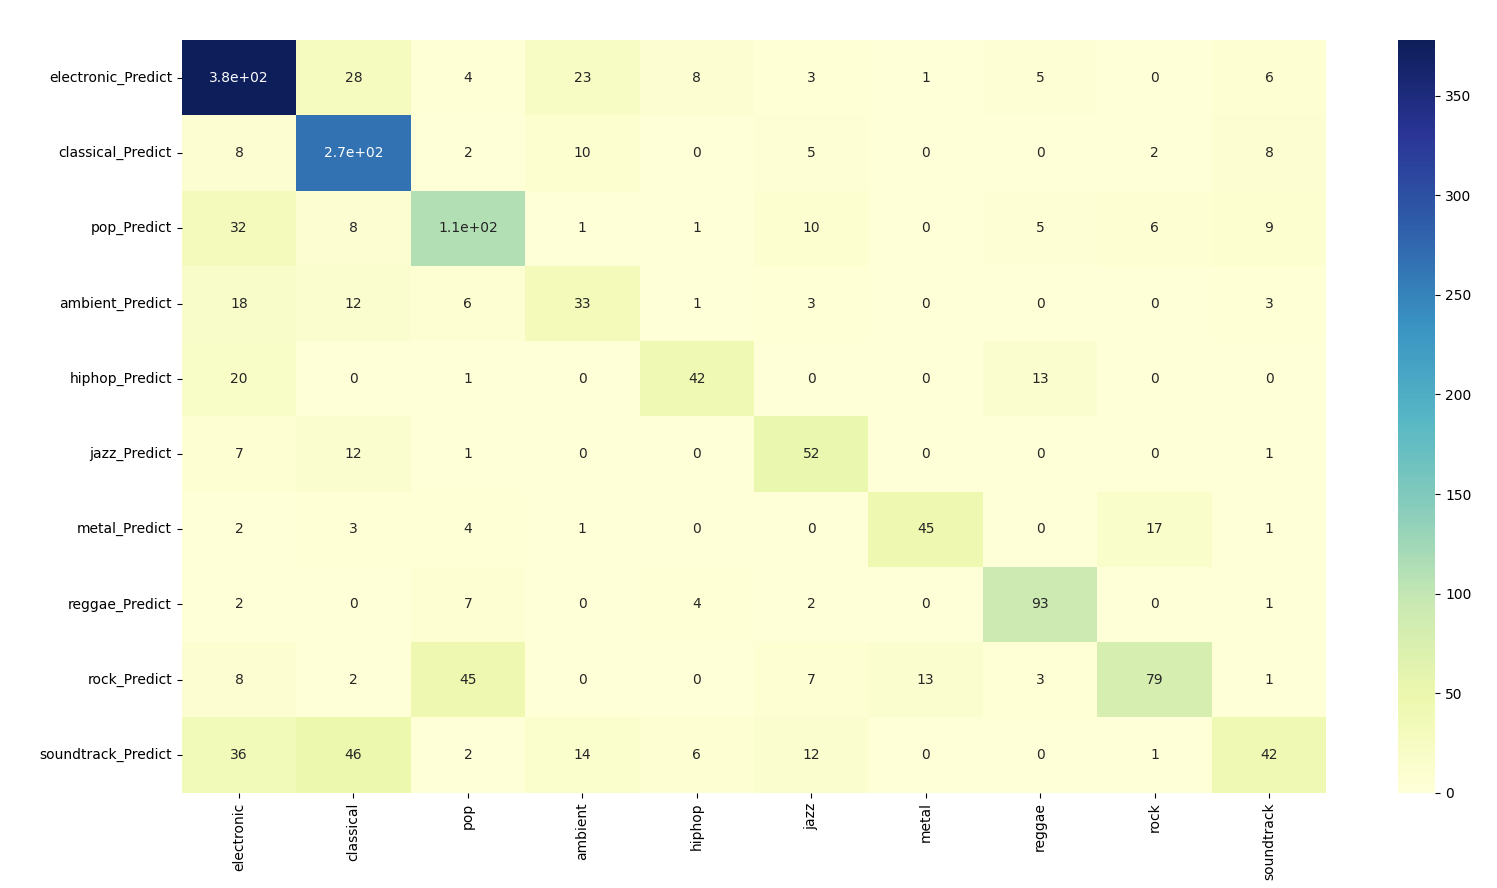 electronic_Predict 3.8e+02 28 4 23 8 3 1 5 0 6
classical_Predict 8 2.7e+02 2 10 0 5 0 0 2 8
pop_Predict 32 8 1.1e+02 1 1 10 0 5 6 9
ambient_Predict 18 12 6 33 1 3 0 0 0 3
hiphop_Predict 20 0 1 0 42 0 0 13 0 0
jazz_Predict 7 12 1 0 0 52 0 0 0 1
metal_Predict 2 3 4 1 0 0 45 0 17 1
reggae_Predict 2 0 7 0 4 2 0 93 0 1
rock_Predict 8 2 45 0 0 7 13 3 79 1
soundtrack_Predict 36 46 2 14 6 12 0 0 1 42
electronic classical pop ambient hiphop jazz metal reggae rock soundtrack
350
300
250
200
150
100
50
0